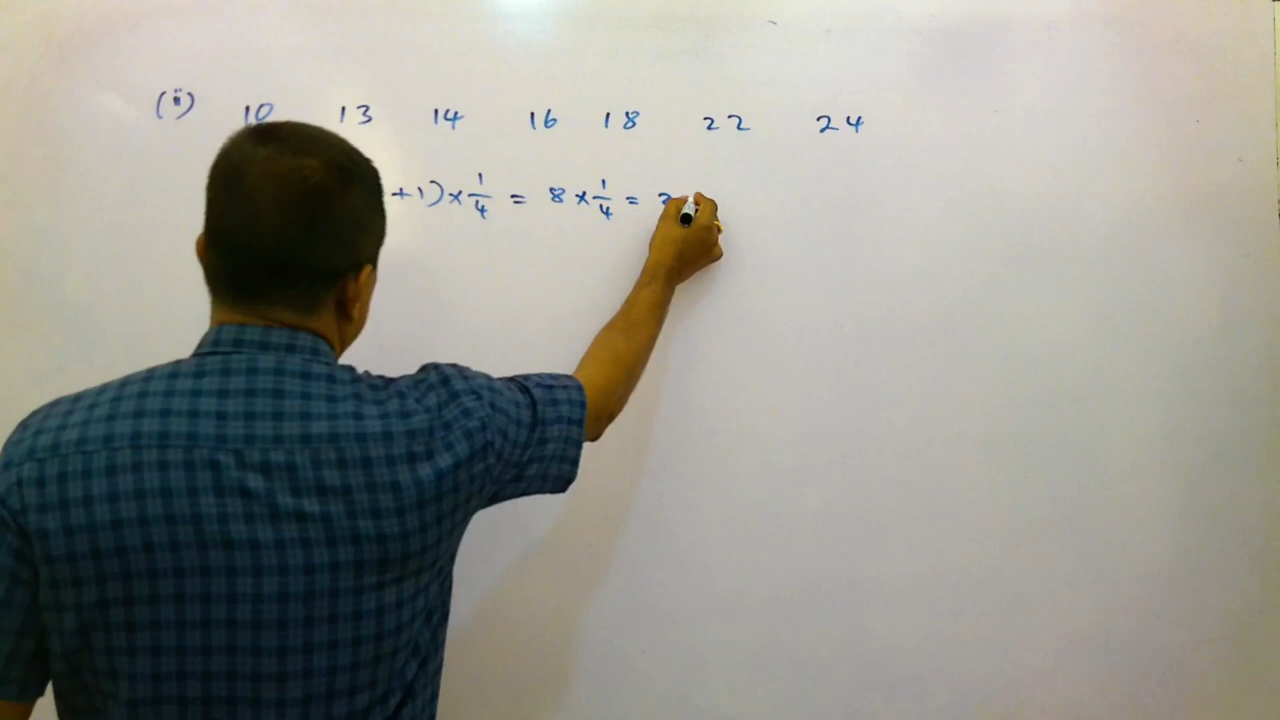 (ii) 10 13 14 16 18 22 24
+1) × 1/4 = 8 × 1/4 = 2